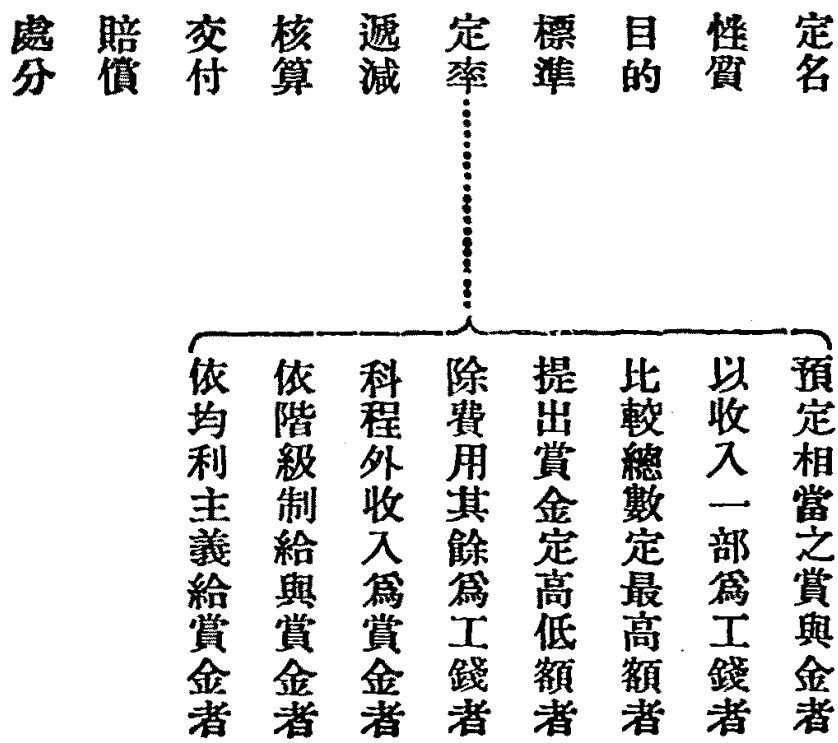 定名
性質
目的
標準
定率
遞減
核算
交付
賠償
處分
預定相當之賞與金者
以收入一部爲工錢者
比較總數定最高額者
提出賞金定高低額者
除費用其餘爲工錢者
科程外收入爲賞金者
依階級制給與賞金者
依均利主義給賞金者